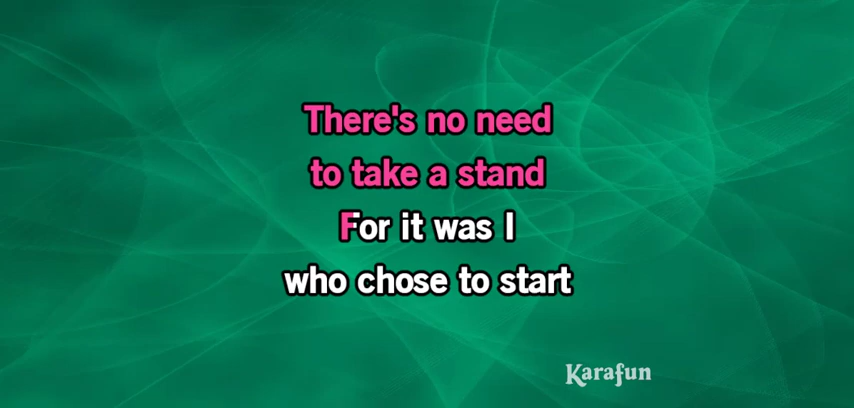 There's no need
to take a stand
For it was I
who chose to start
Karafun